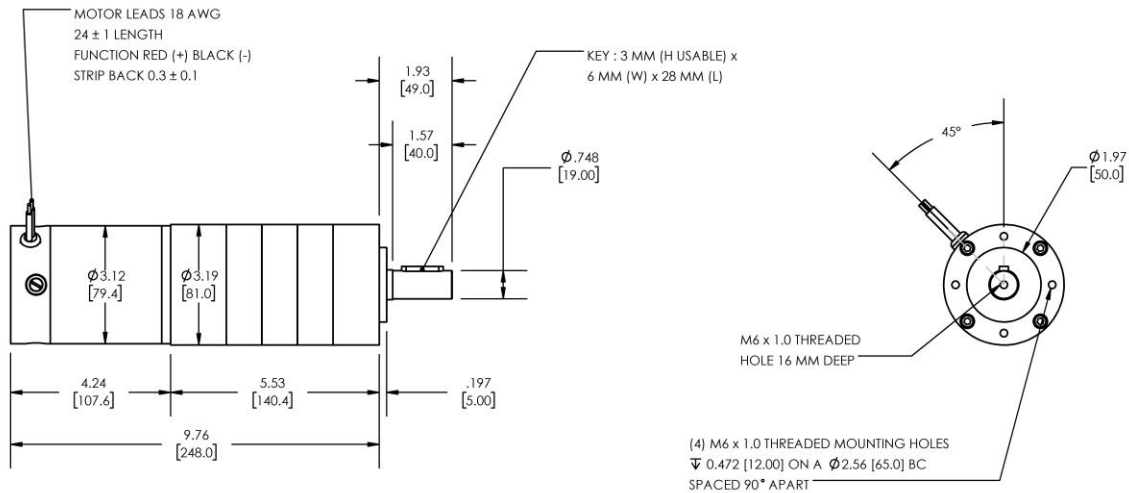 MOTOR LEADS 18 AWG
24 ± 1 LENGTH
FUNCTION RED (+) BLACK (-)
STRIP BACK 0.3 ± 0.1
KEY : 3 MM (H USABLE) x
6 MM (W) x 28 MM (L)
1.93
[49.0]
1.57
[40.0]
Ø.748
[19.00]
45°
Ø1.97
[50.0]
Ø3.12
[79.4]
Ø3.19
[81.0]
M6 x 1.0 THREADED
HOLE 16 MM DEEP
4.24
[107.6]
5.53
[140.4]
.197
[5.00]
9.76
[248.0]
(4) M6 x 1.0 THREADED MOUNTING HOLES
↧ 0.472 [12.00] ON A Ø2.56 [65.0] BC
SPACED 90° APART